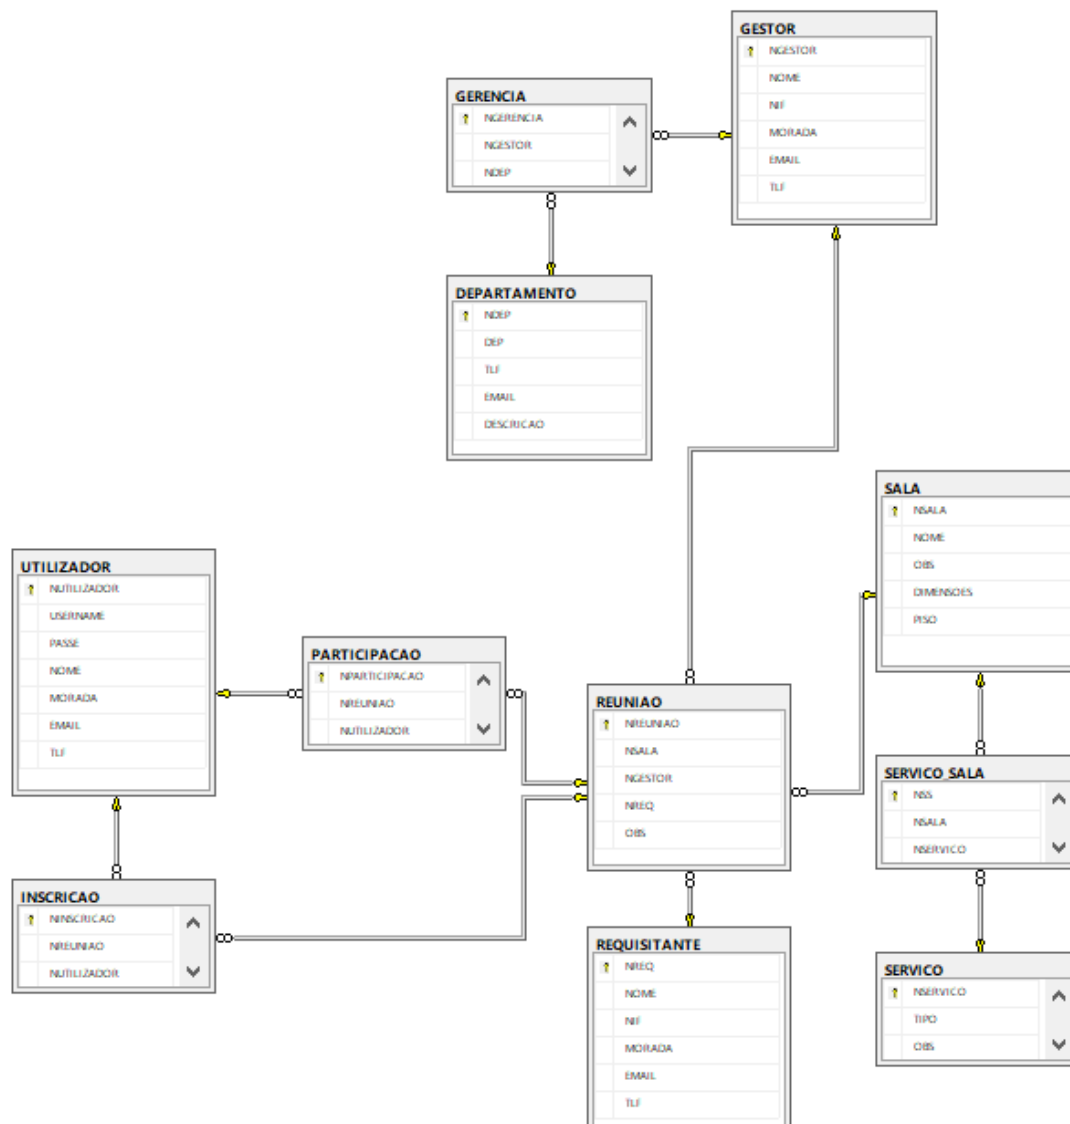 GESTOR
NGESTOR
NOME
NIF
MORADA
EMAIL
TLF
GERENCIA
NGERENCIA
NGESTOR
NDEP
DEPARTAMENTO
NDEP
DEP
TLF
EMAIL
DESCRICAO
SALA
NSALA
NOME
OBS
DIMENSOES
PISO
UTILIZADOR
NUTILIZADOR
USERNAME
PASSE
NOME
MORADA
EMAIL
TLF
PARTICIPACAO
NPARTICIPACAO
NREUNIAO
NUTILIZADOR
REUNIAO
NREUNIAO
NSALA
NGESTOR
NREQ
OBS
SERVICO_SALA
NSS
NSALA
NSERVICO
INSCRICAO
NINSCRICAO
NREUNIAO
NUTILIZADOR
REQUISITANTE
NREQ
NOME
NIF
MORADA
EMAIL
TLF
SERVICO
NSERVICO
TIPO
OBS